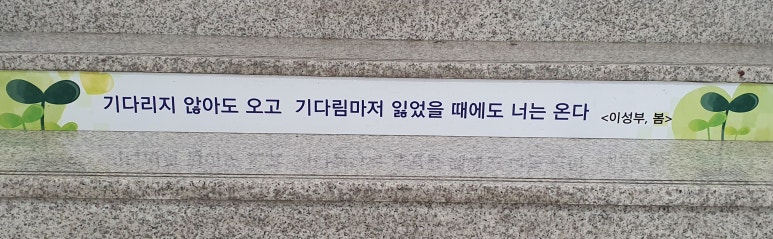 기다리지 않아도 오고 기다림마저 잃었을 때에도 너는 온다 <이성부, 봄>